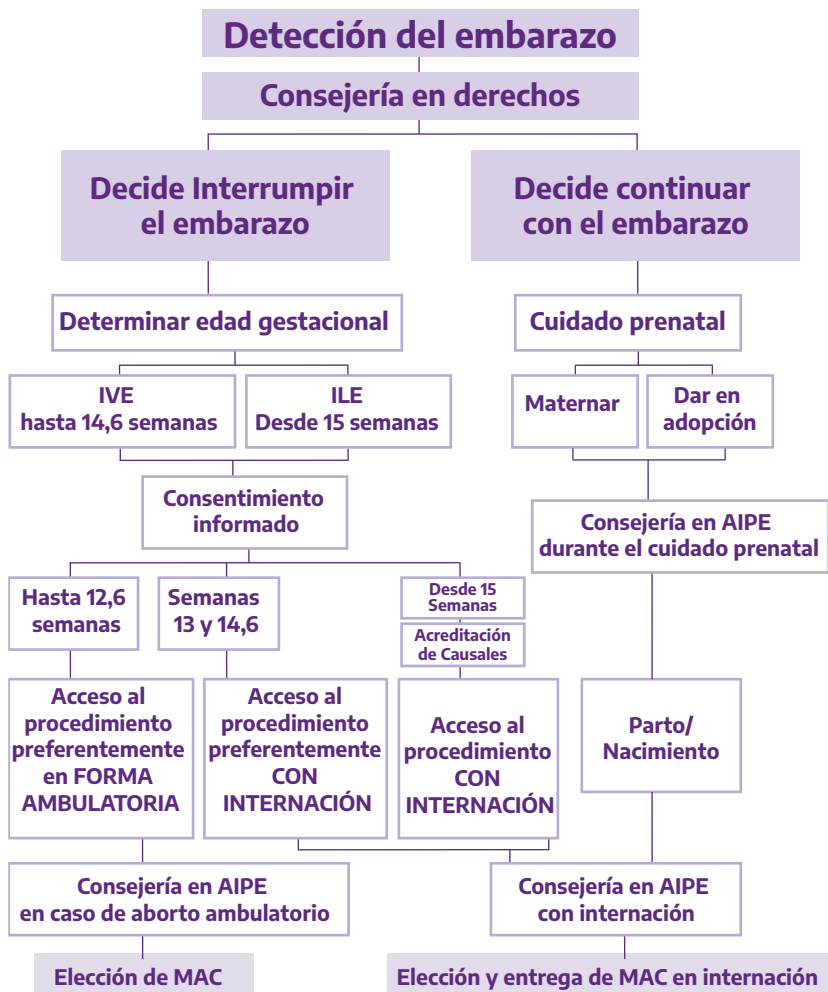 Detección del embarazo
Consejería en derechos
Decide Interrumpir
el embarazo
Decide continuar
con el embarazo
Determinar edad gestacional
Cuidado prenatal
IVE
hasta 14,6 semanas
ILE
Desde 15 semanas
Maternar
Dar en
adopción
Consentimiento
informado
Consejería en AIPE
durante el cuidado prenatal
Hasta 12,6
semanas
Semanas
13 y 14,6
Desde 15
Semanas
Acreditación
de Causales
Acceso al
procedimiento
preferentemente
en FORMA
AMBULATORIA
Acceso al
procedimiento
preferentemente
CON
INTERNACIÓN
Acceso al
procedimiento
CON
INTERNACIÓN
Parto/
Nacimiento
Consejería en AIPE
en caso de aborto ambulatorio
Consejería en AIPE
con internación
Elección de MAC
Elección y entrega de MAC en internación